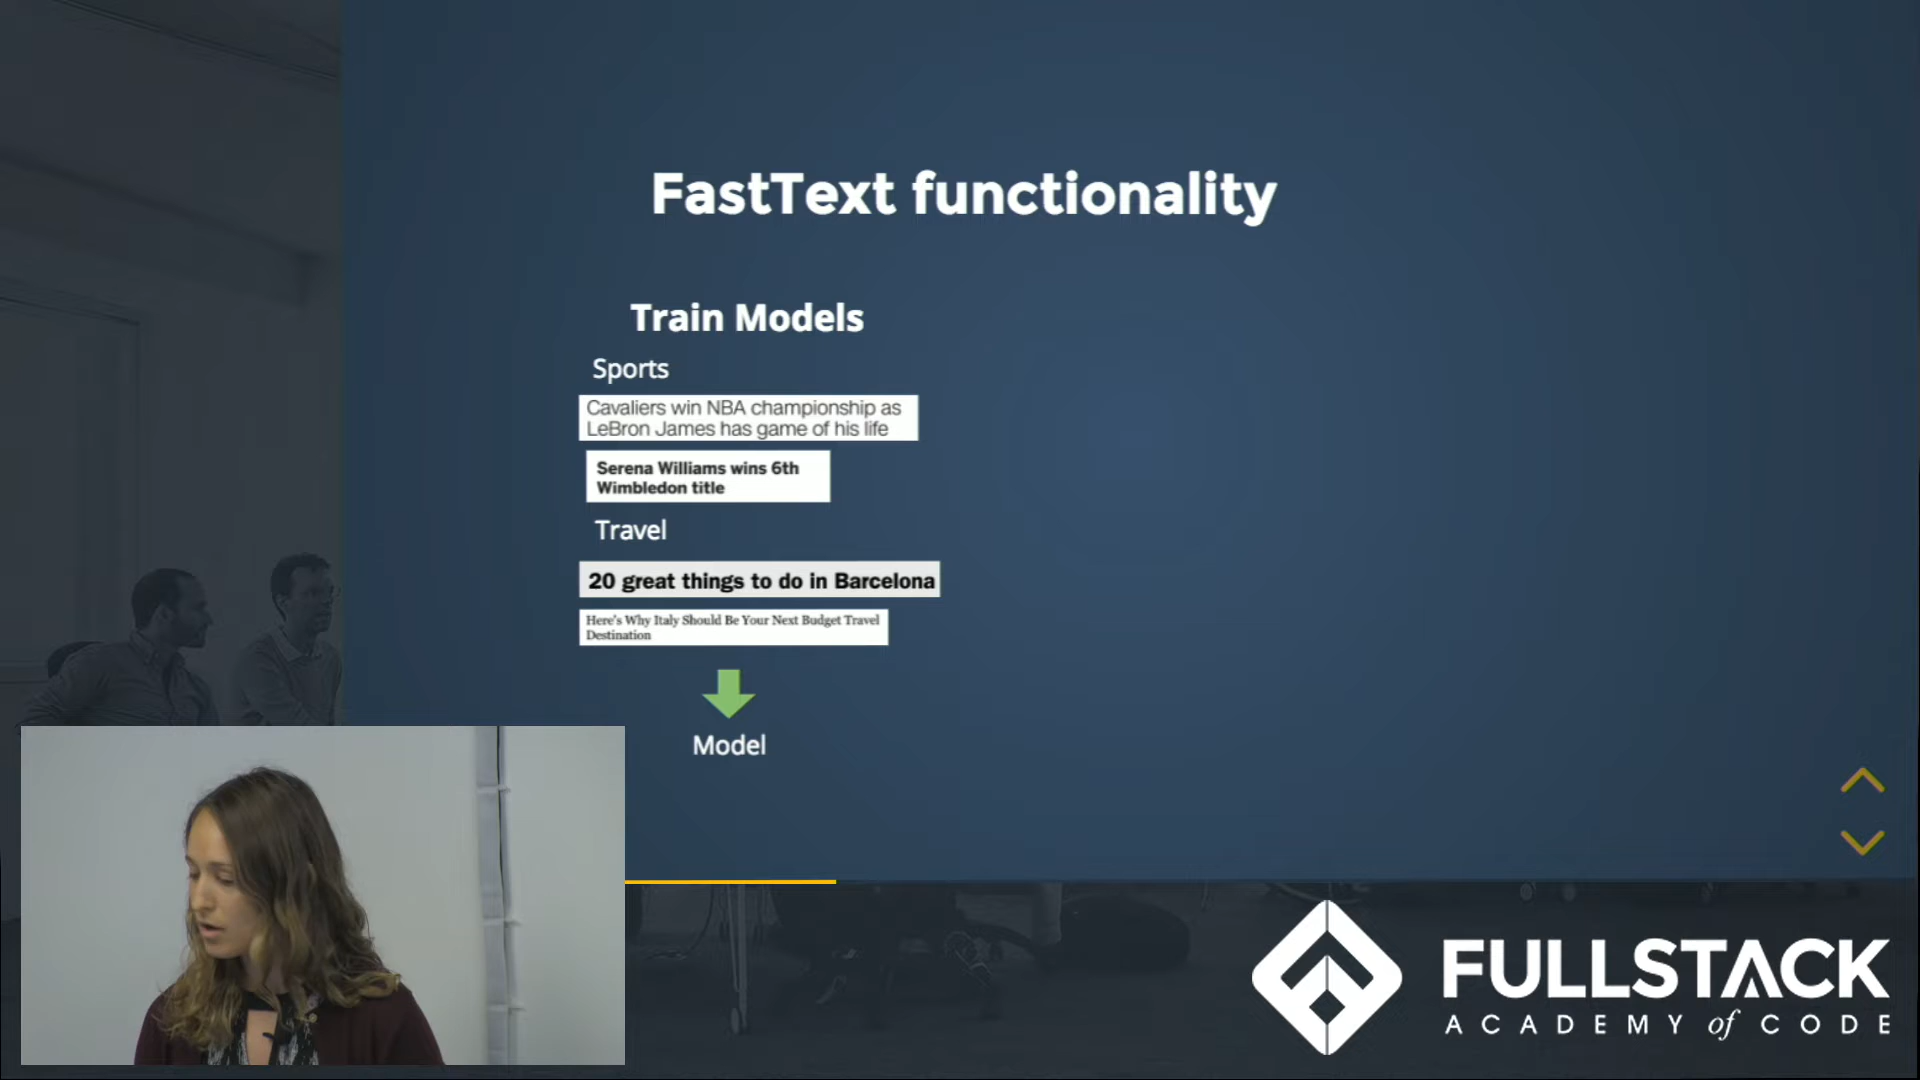 FastText functionality
Train Models
Sports
Cavaliers win NBA championship as
LeBron James has game of his life
Serena Williams wins 6th
Wimbledon title
Travel
20 great things to do in Barcelona
Here's Why Italy Should Be Your Next Budget Travel
Destination
Model
FULLSTACK
ACADEMY of CODE